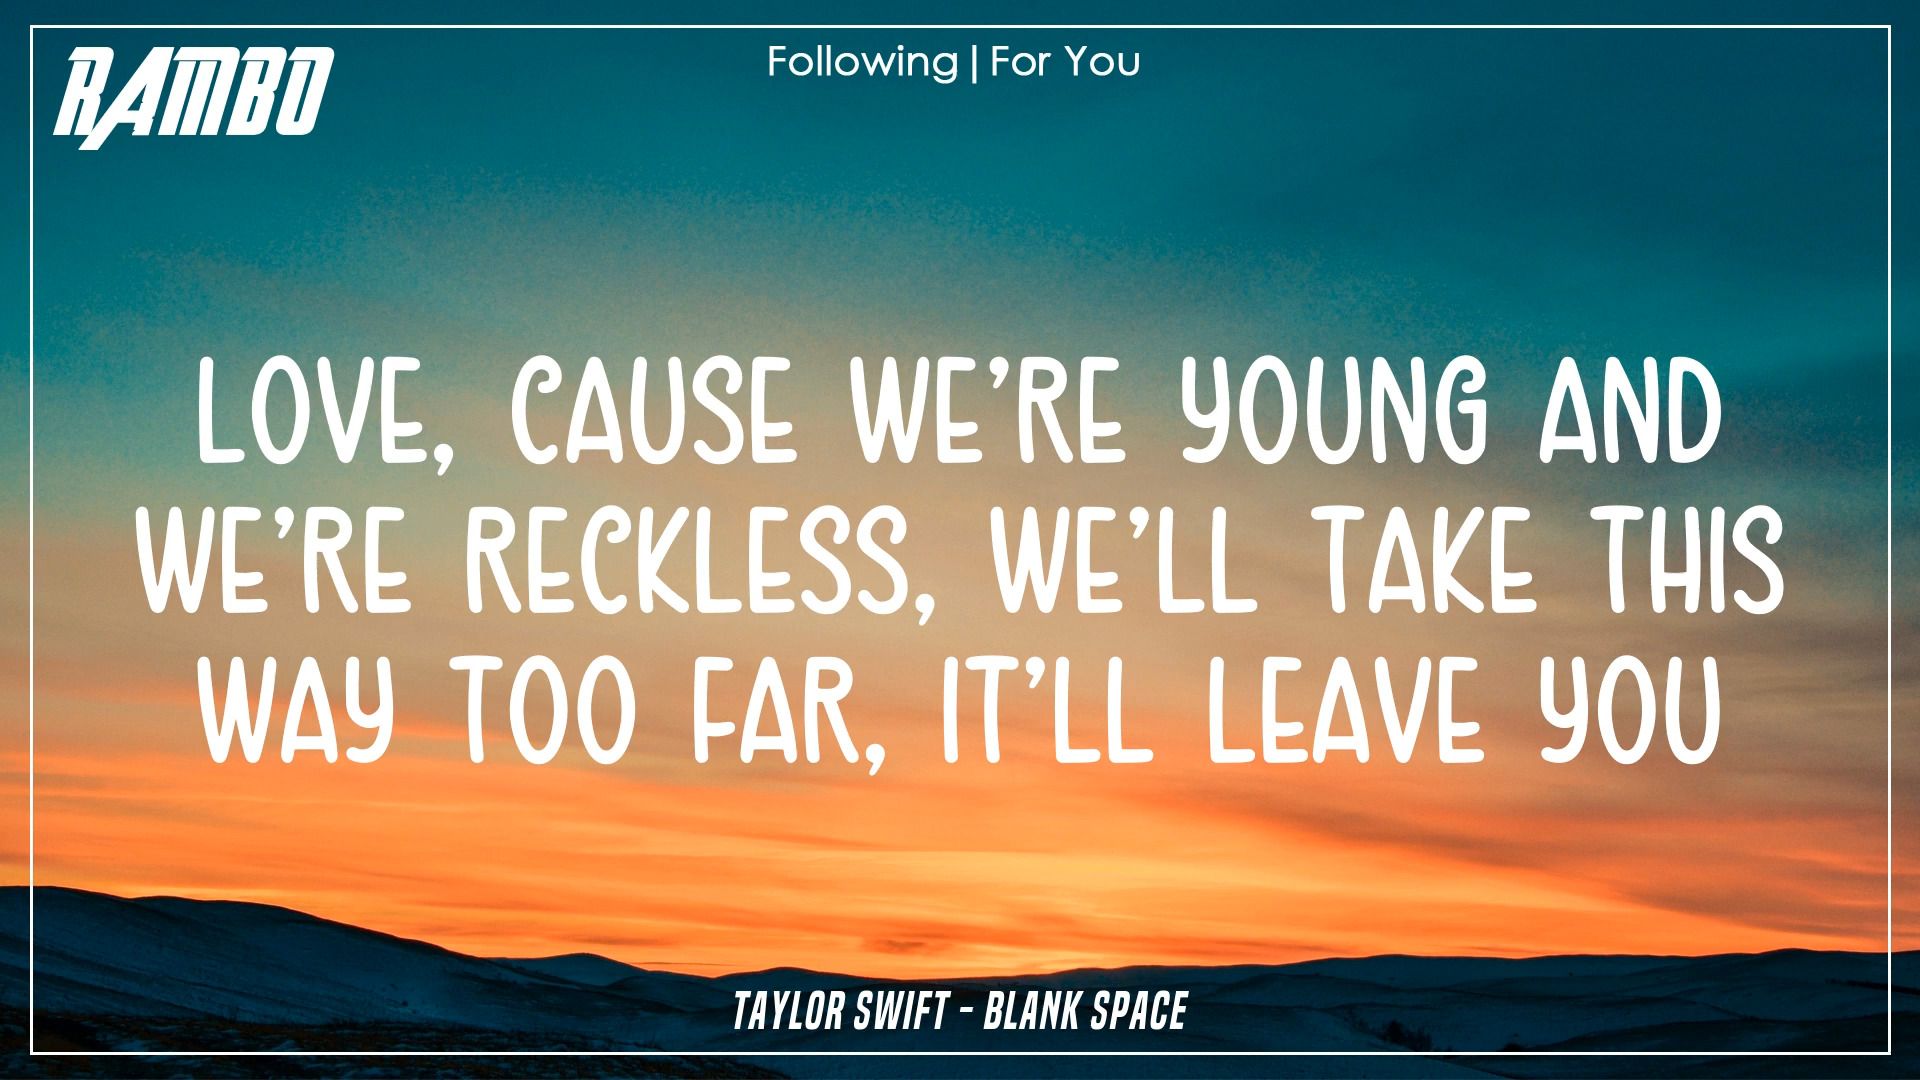 RAMBO
Following | For You
LOVE, CAUSE WE'RE YOUNG AND
WE'RE RECKLESS, WE'LL TAKE THIS
WAY TOO FAR, IT'LL LEAVE YOU
TAYLOR SWIFT - BLANK SPACE